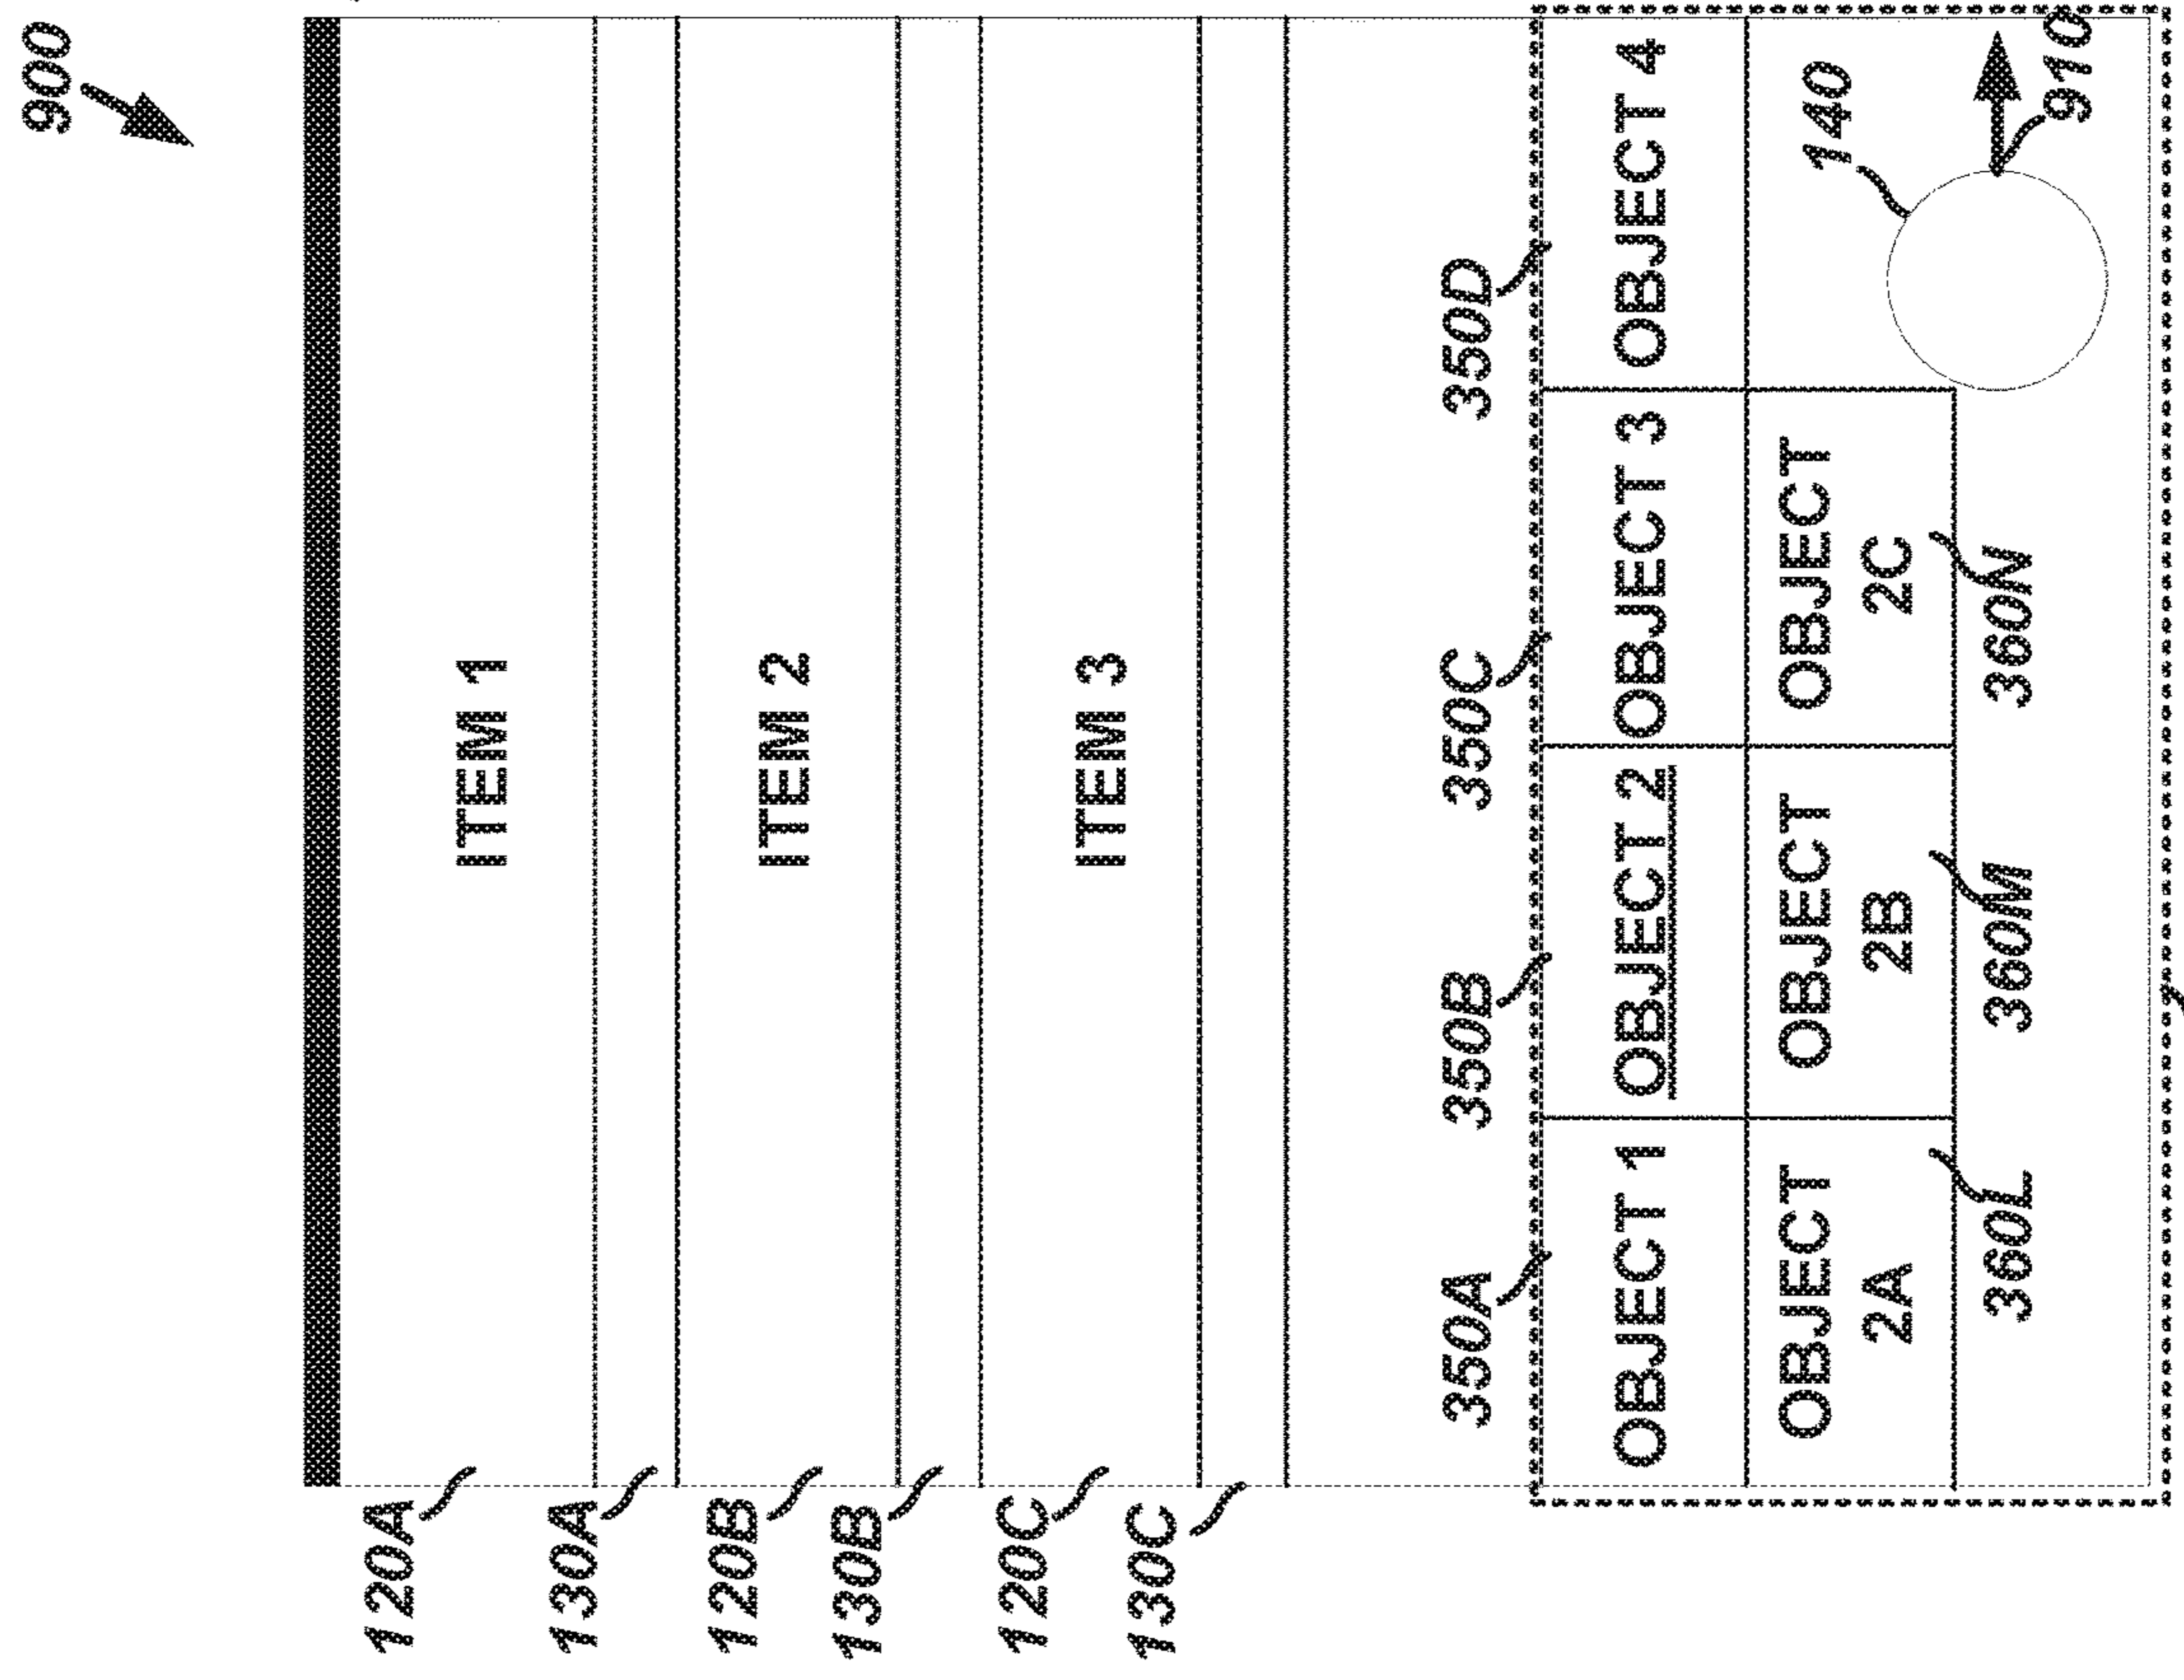 900
120A
ITEM 1
130A
120B
ITEM 2
130B
120C
ITEM 3
130C
350A
350B
350C
350D
OBJECT 1
OBJECT 2
OBJECT 3
OBJECT 4
OBJECT
2A
OBJECT
2B
OBJECT
2C
140
360L
360M
360N
910